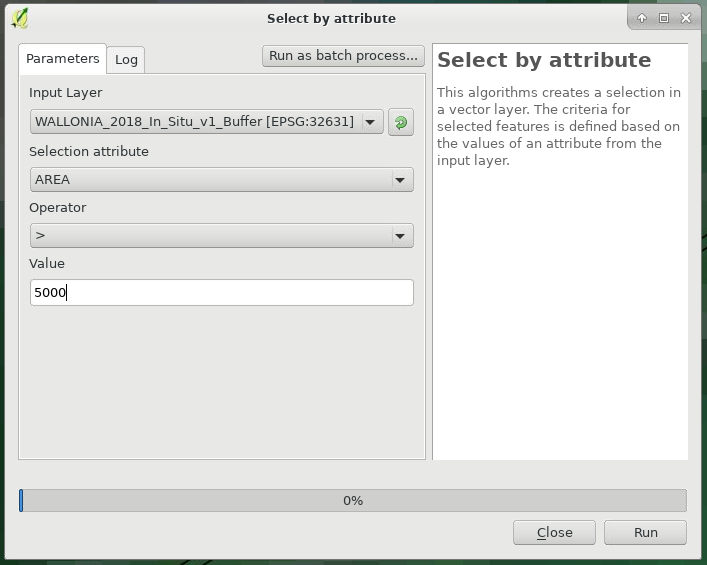 Select by attribute
Parameters
Log
Run as batch process...
Input Layer
WALLONIA_2018_In_Situ_v1_Buffer [EPSG:32631]
Selection attribute
AREA
Operator
>
Value
5000
Select by attribute
This algorithms creates a selection in
a vector layer. The criteria for
selected features is defined based on
the values of an attribute from the
input layer.
0%
Close
Run